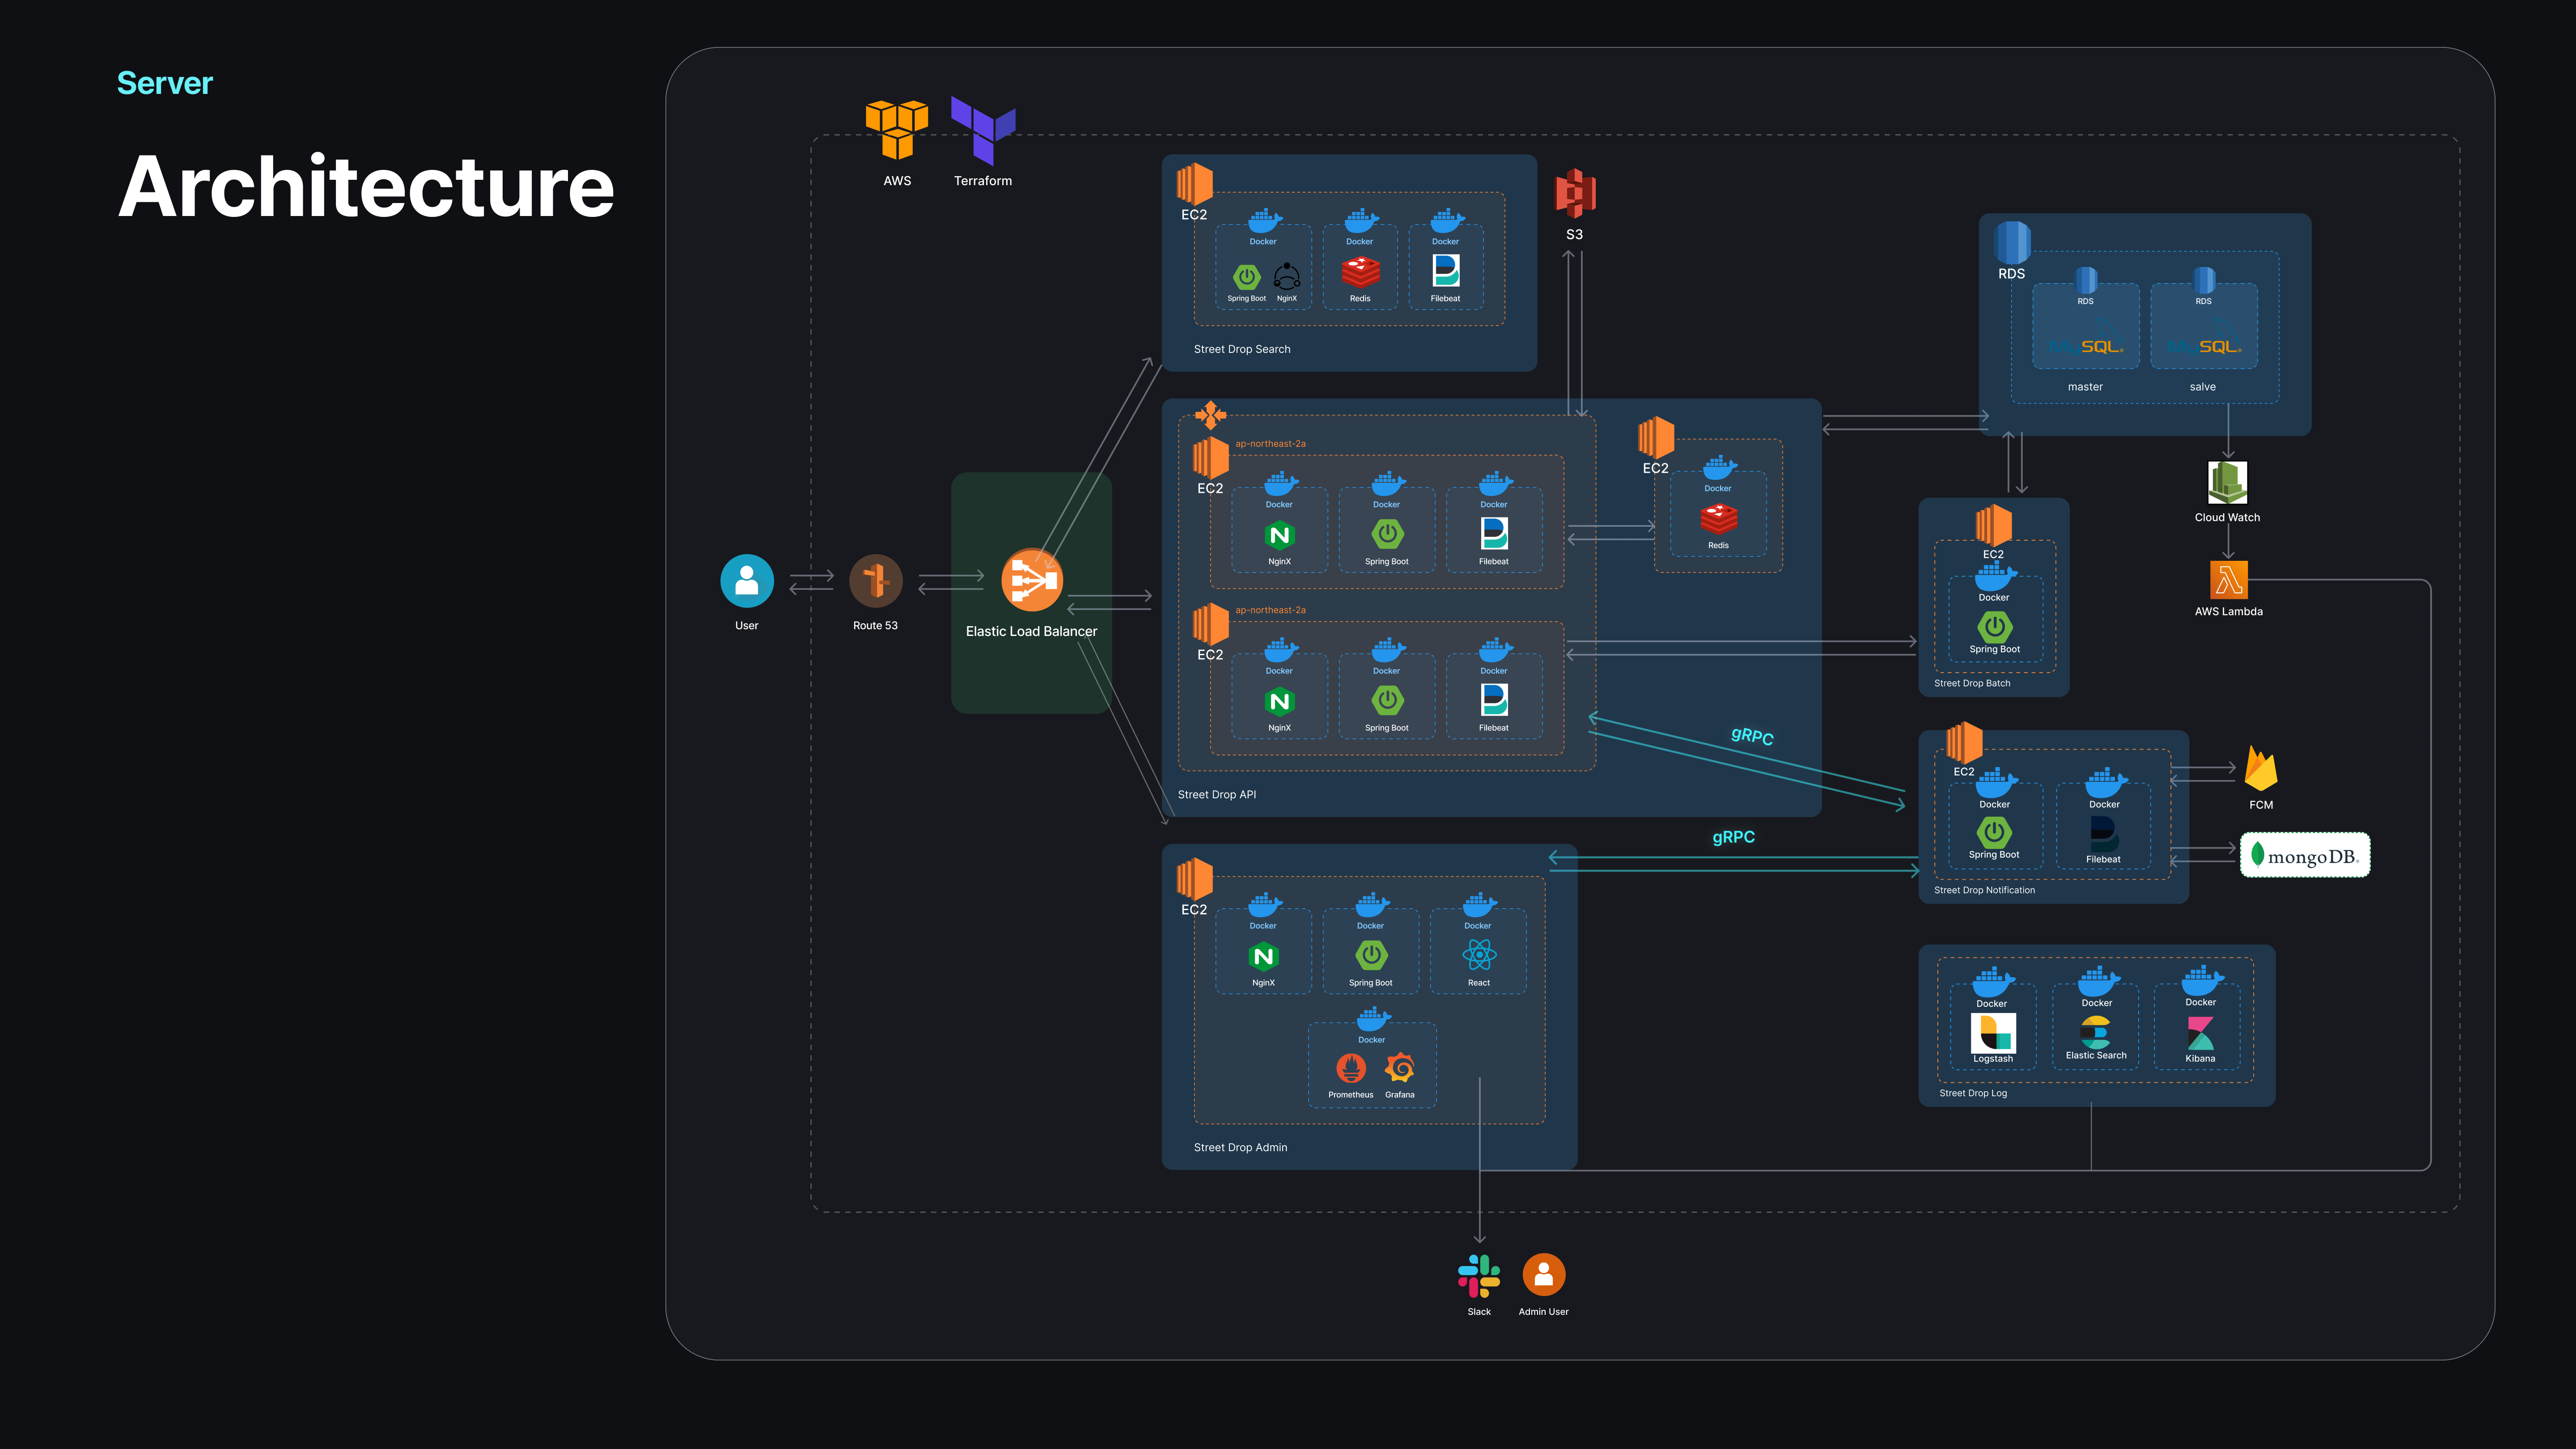 Server
Architecture
AWS
Terraform
EC2
Docker
Docker
Docker
Spring Boot
NginX
Redis
Filebeat
Street Drop Search
S3
RDS
RDS
RDS
MySQL
MySQL
master
salve
ap-northeast-2a
EC2
Docker
Docker
Docker
NginX
Spring Boot
Filebeat
EC2
Docker
Redis
ap-northeast-2a
EC2
Docker
Docker
Docker
NginX
Spring Boot
Filebeat
Street Drop API
User
Route 53
Elastic Load Balancer
Cloud Watch
AWS Lambda
EC2
Docker
Spring Boot
Street Drop Batch
gRPC
gRPC
EC2
Docker
Docker
Spring Boot
Filebeat
Street Drop Notification
FCM
mongoDB.
EC2
Docker
Docker
Docker
NginX
Spring Boot
React
Docker
Prometheus
Grafana
Street Drop Admin
Docker
Docker
Docker
Logstash
Elastic Search
Kibana
Street Drop Log
Slack
Admin User